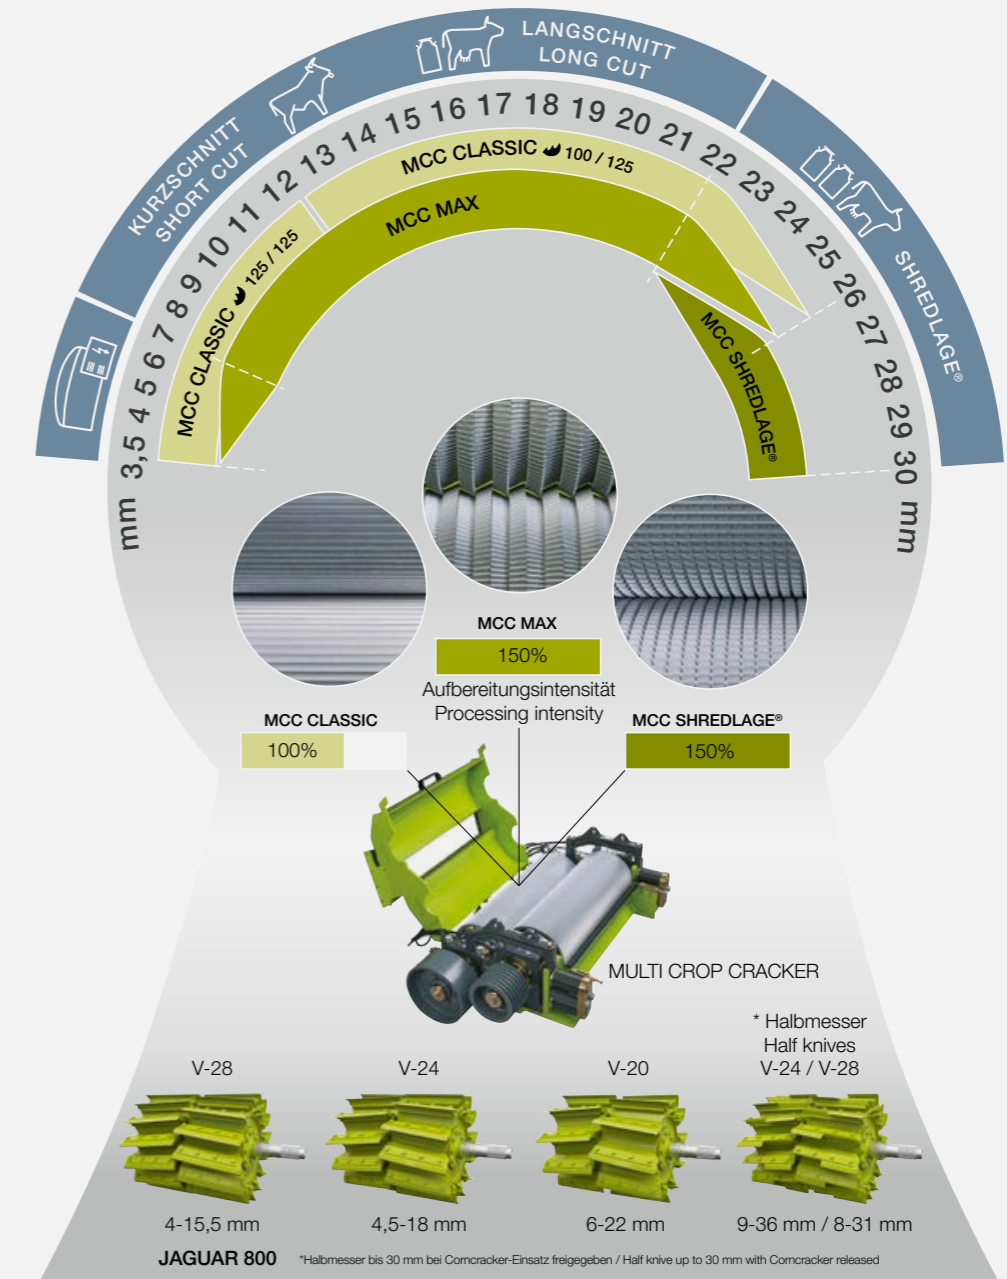 KURZSCHNITT
SHORT CUT
LANGSCHNITT
LONG CUT
SHREDLAGE®
mm 3,5 4 5 6 7 8 9 10 11 12 13 14 15 16 17 18 19 20 21 22 23 24 25 26 27 28 29 30 mm
MCC CLASSIC 125 / 125
MCC CLASSIC 100 / 125
MCC MAX
MCC SHREDLAGE®
MCC MAX
150%
Aufbereitungsintensität
Processing intensity
MCC CLASSIC
100%
MCC SHREDLAGE®
150%
MULTI CROP CRACKER
* Halbmesser
Half knives
V-28
V-24
V-20
V-24 / V-28
4-15,5 mm
4,5-18 mm
6-22 mm
9-36 mm / 8-31 mm
JAGUAR 800
*Halbmesser bis 30 mm bei Corncracker-Einsatz freigegeben / Half knive up to 30 mm with Corncracker released